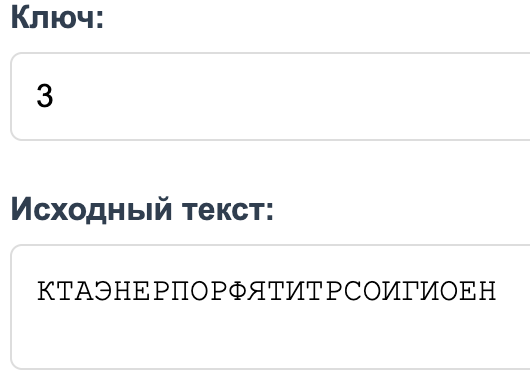 Ключ:
3
Исходный текст:
КТАЭНЕРПОРФЯТИТРСОИГИОЕН